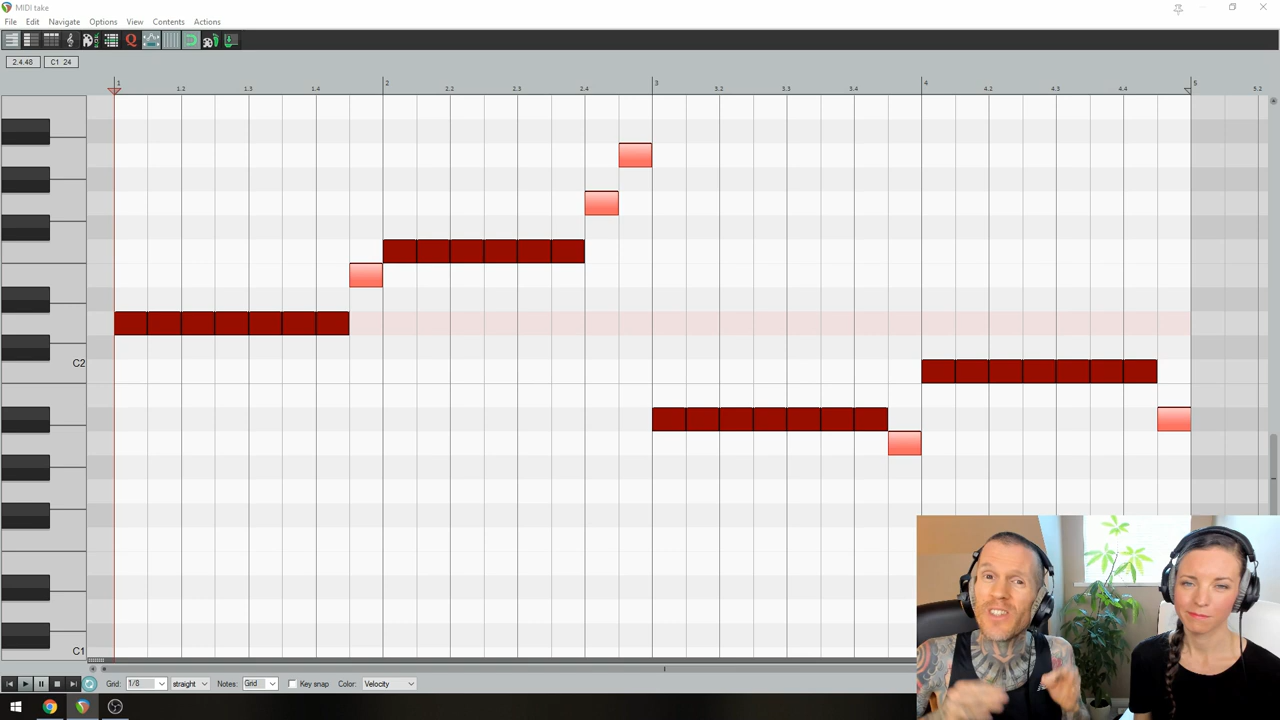 MIDI take
File Edit Navigate Options View Contents Actions
Q
2.4.48 C1 24
1 2 3 4 5
1.2 1.3 1.4 2.2 2.3 2.4 3.2 3.3 3.4 4.2 4.3 4.4 5.2
C2
C1
Grid: 1/8 straight Notes: Grid Key snap Color: Velocity